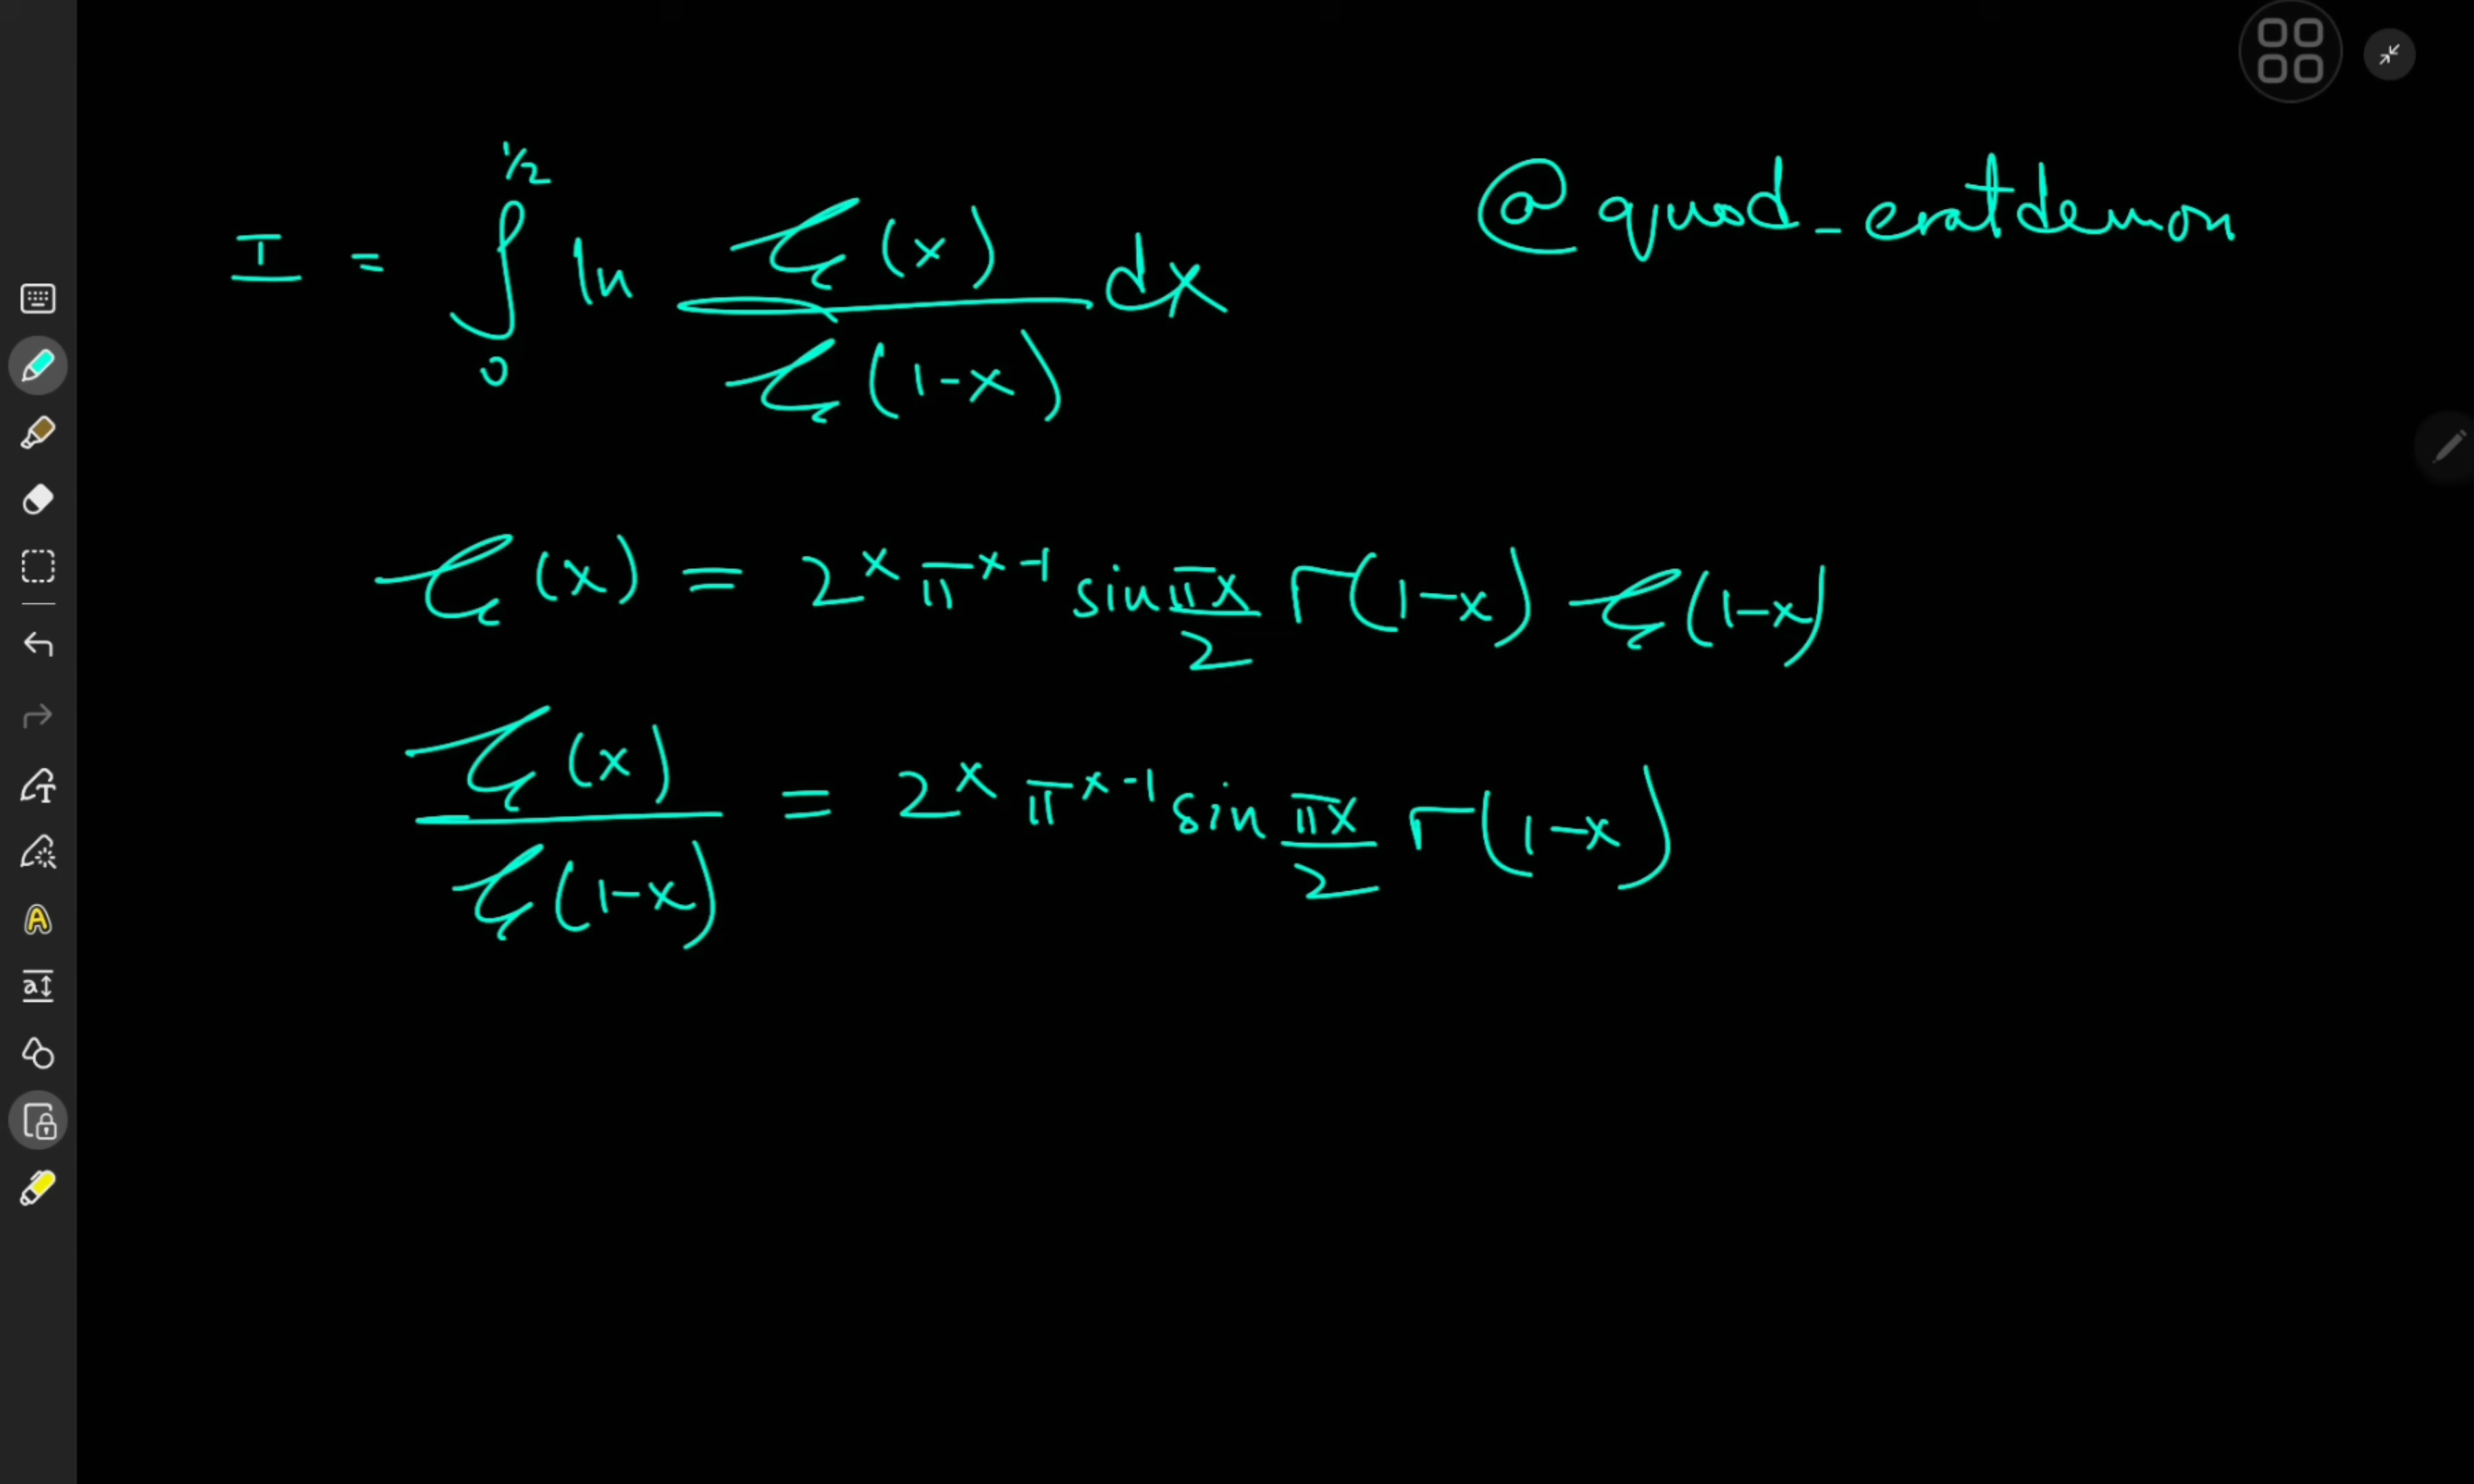 I = ∫₀^{1/2} ln ζ(x)/ζ(1-x) dx
@quod_eratdemon
ζ(x) = 2^x π^{x-1} sin πx/2 Γ(1-x) ζ(1-x)
ζ(x)/ζ(1-x) = 2^x π^{x-1} sin πx/2 Γ(1-x)